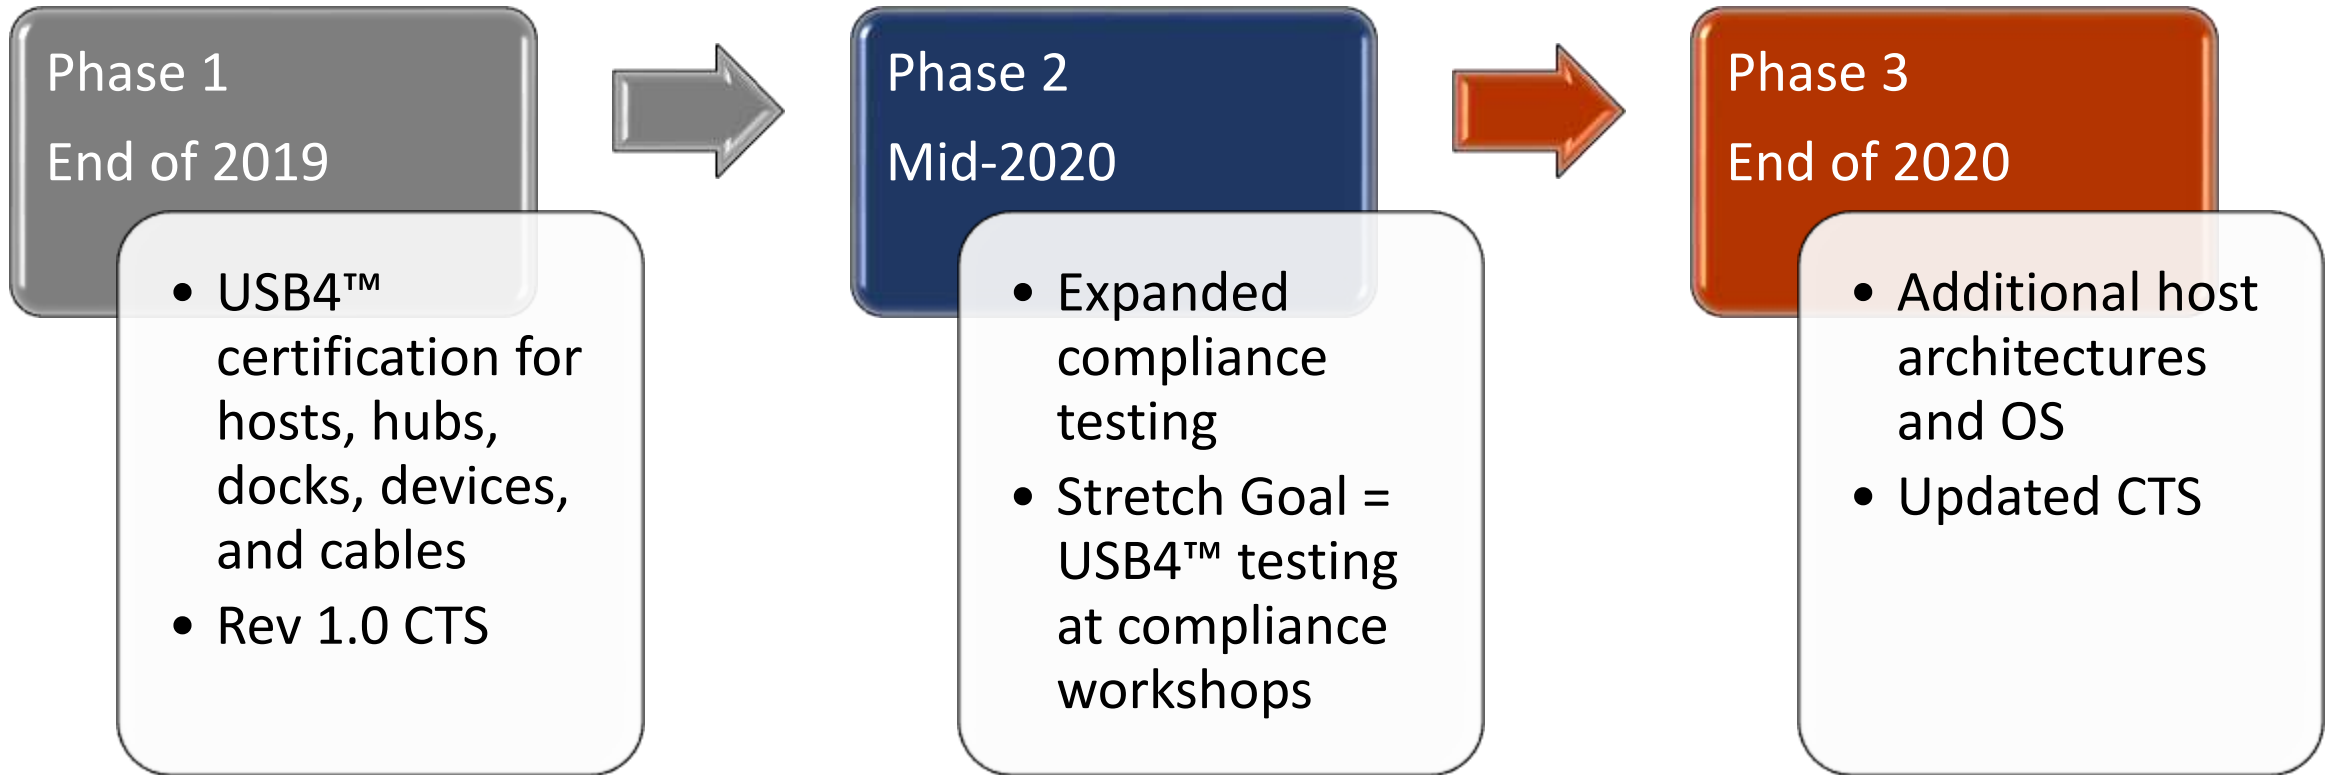 Phase 1
End of 2019
• USB4™
certification for
hosts, hubs,
docks, devices,
and cables
• Rev 1.0 CTS
Phase 2
Mid-2020
• Expanded
compliance
testing
• Stretch Goal =
USB4™ testing
at compliance
workshops
Phase 3
End of 2020
• Additional host
architectures
and OS
• Updated CTS